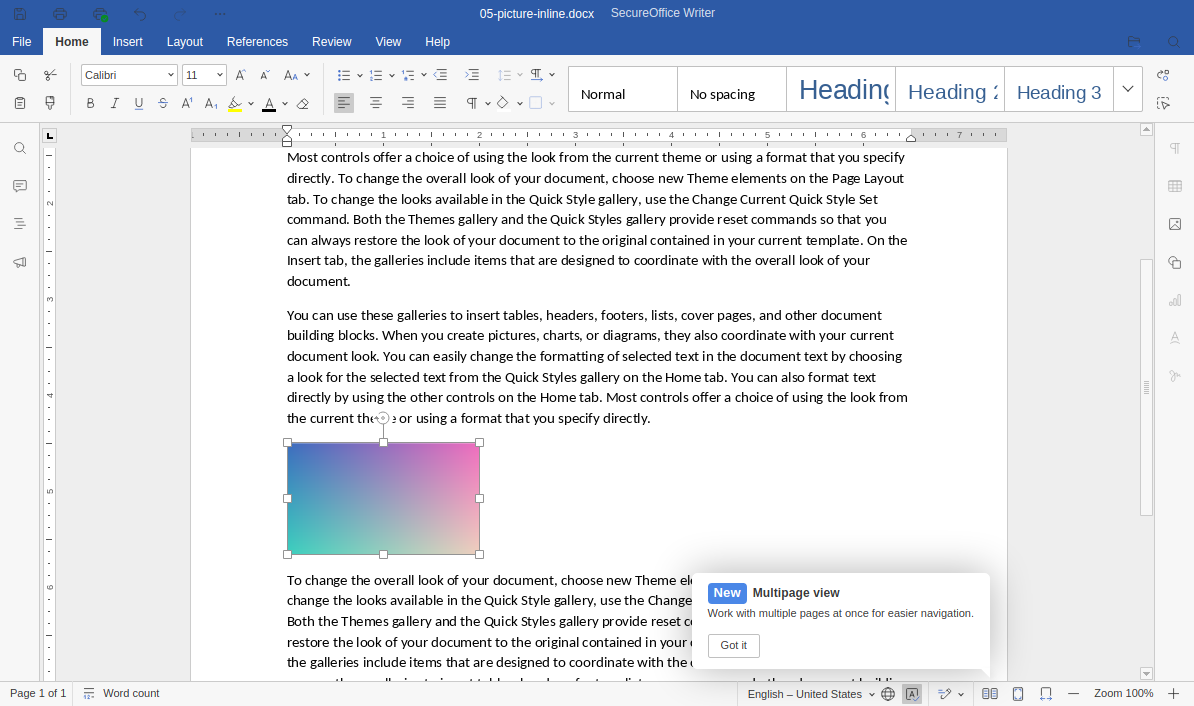 05-picture-inline.docx SecureOffice Writer
File Home Insert Layout References Review View Help
Calibri 11
Normal No spacing Heading Heading 2 Heading 3
1 2 3 4 5 6 7
Most controls offer a choice of using the look from the current theme or using a format that you specify
directly. To change the overall look of your document, choose new Theme elements on the Page Layout
tab. To change the looks available in the Quick Style gallery, use the Change Current Quick Style Set
command. Both the Themes gallery and the Quick Styles gallery provide reset commands so that you
can always restore the look of your document to the original contained in your current template. On the
Insert tab, the galleries include items that are designed to coordinate with the overall look of your
document.
You can use these galleries to insert tables, headers, footers, lists, cover pages, and other document
building blocks. When you create pictures, charts, or diagrams, they also coordinate with your current
document look. You can easily change the formatting of selected text in the document text by choosing
a look for the selected text from the Quick Styles gallery on the Home tab. You can also format text
directly by using the other controls on the Home tab. Most controls offer a choice of using the look from
the current theme or using a format that you specify directly.
To change the overall look of your document, choose new Theme
change the looks available in the Quick Style gallery, use the Change
Both the Themes gallery and the Quick Styles gallery provide reset
restore the look of your document to the original contained in your
the galleries include items that are designed to coordinate with the
2
3
4
5
6
New Multipage view
Work with multiple pages at once for easier navigation.
Got it
Page 1 of 1 Word count English – United States Zoom 100%